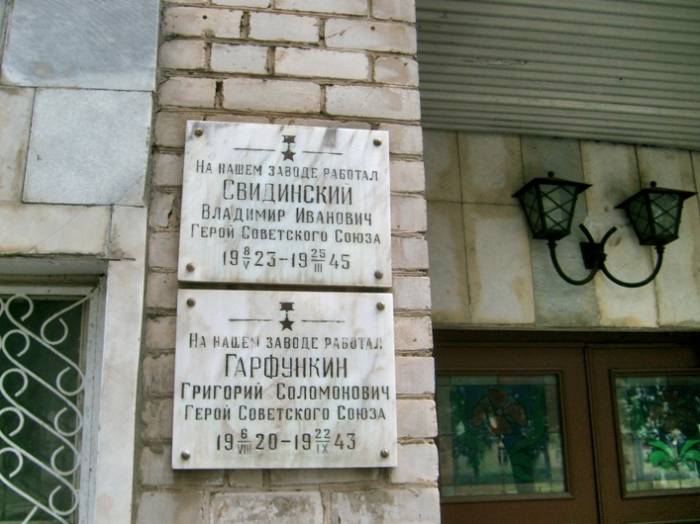 НА НАШЕМ ЗАВОДЕ РАБОТАЛ
СВИДИНСКИЙ
ВЛАДИМИР ИВАНОВИЧ
ГЕРОЙ СОВЕТСКОГО СОЮЗА
19 8/V 23 – 19 25/III 45
НА НАШЕМ ЗАВОДЕ РАБОТАЛ
ГАРФУНКИН
ГРИГОРИЙ СОЛОМОНОВИЧ
ГЕРОЙ СОВЕТСКОГО СОЮЗА
19 6/VIII 20 – 19 22/IX 43